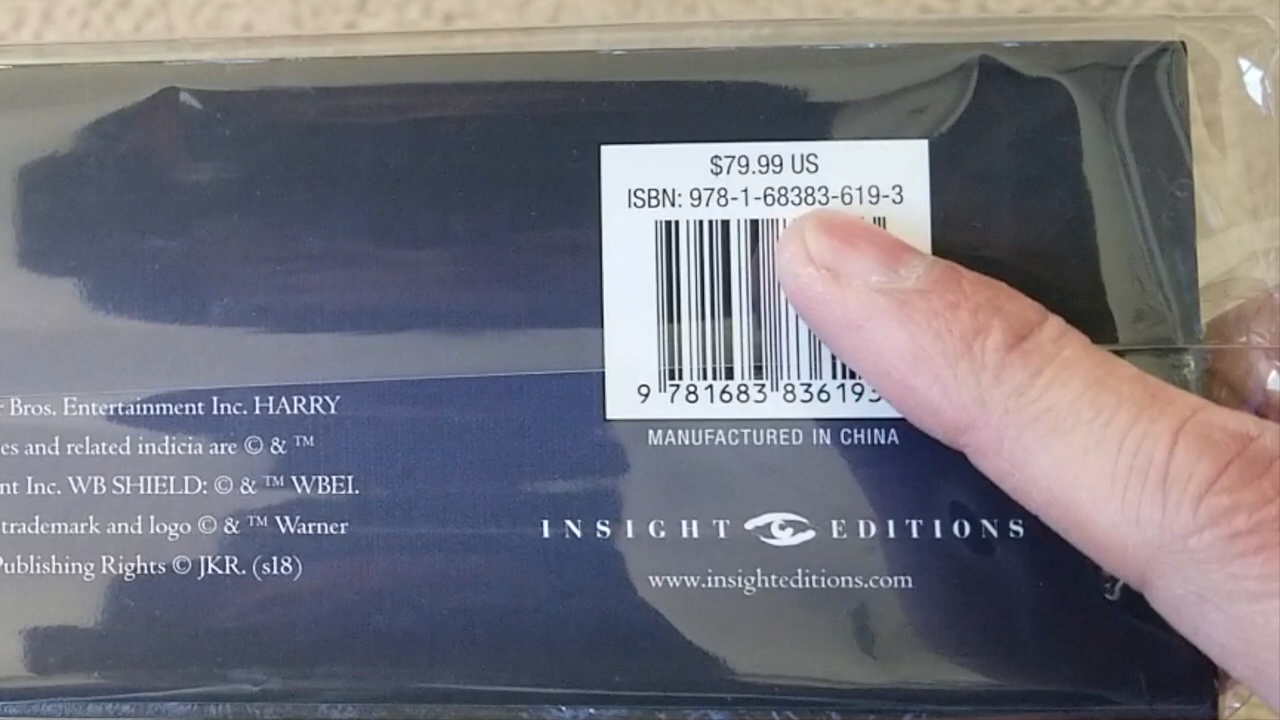 $79.99 US
ISBN: 978-1-68383-619-3
9 781683 836193
MANUFACTURED IN CHINA
r Bros. Entertainment Inc. HARRY
es and related indicia are © & ™
nt Inc. WB SHIELD: © & ™ WBEI.
trademark and logo © & ™ Warner
Publishing Rights © JKR. (s18)
INSIGHT EDITIONS
www.insighteditions.com